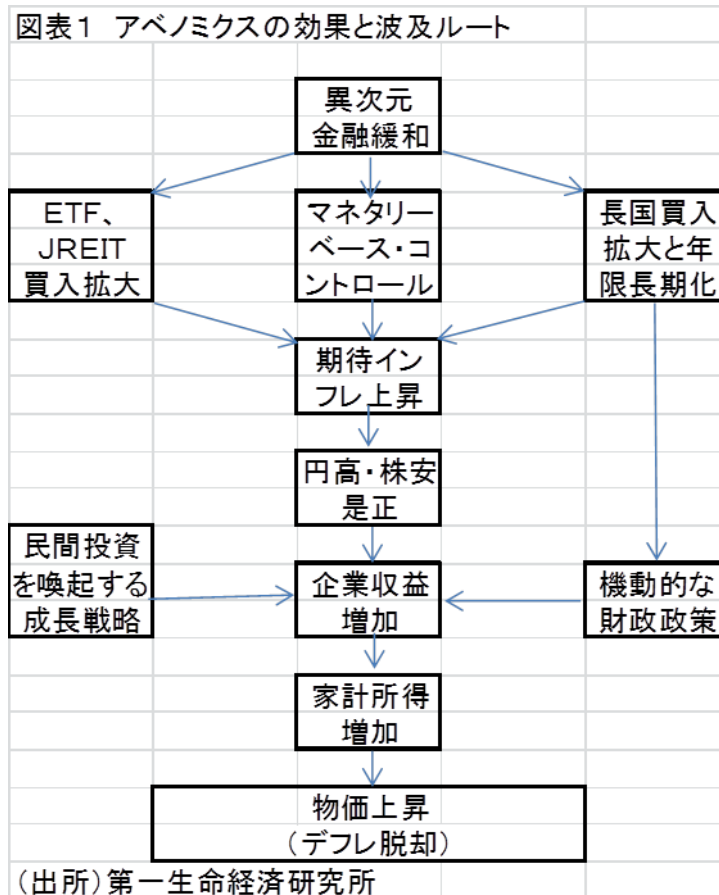 図表1 アベノミクスの効果と波及ルート
異次元
金融緩和
ETF、
JREIT
買入拡大
マネタリー
ベース・コ
ントロール
長国買入
拡大と年
限長期化
期待イン
フレ上昇
円高・株安
是正
民間投資
を喚起する
成長戦略
企業収益
増加
機動的な
財政政策
家計所得
増加
物価上昇
(デフレ脱却)
(出所)第一生命経済研究所